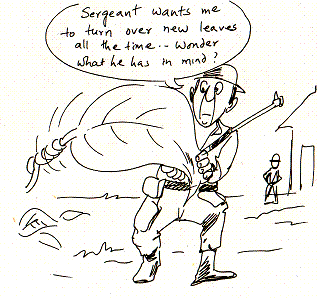 Sergeant wants me
to turn over new leaves
all the time... Wonder
what he has in mind?